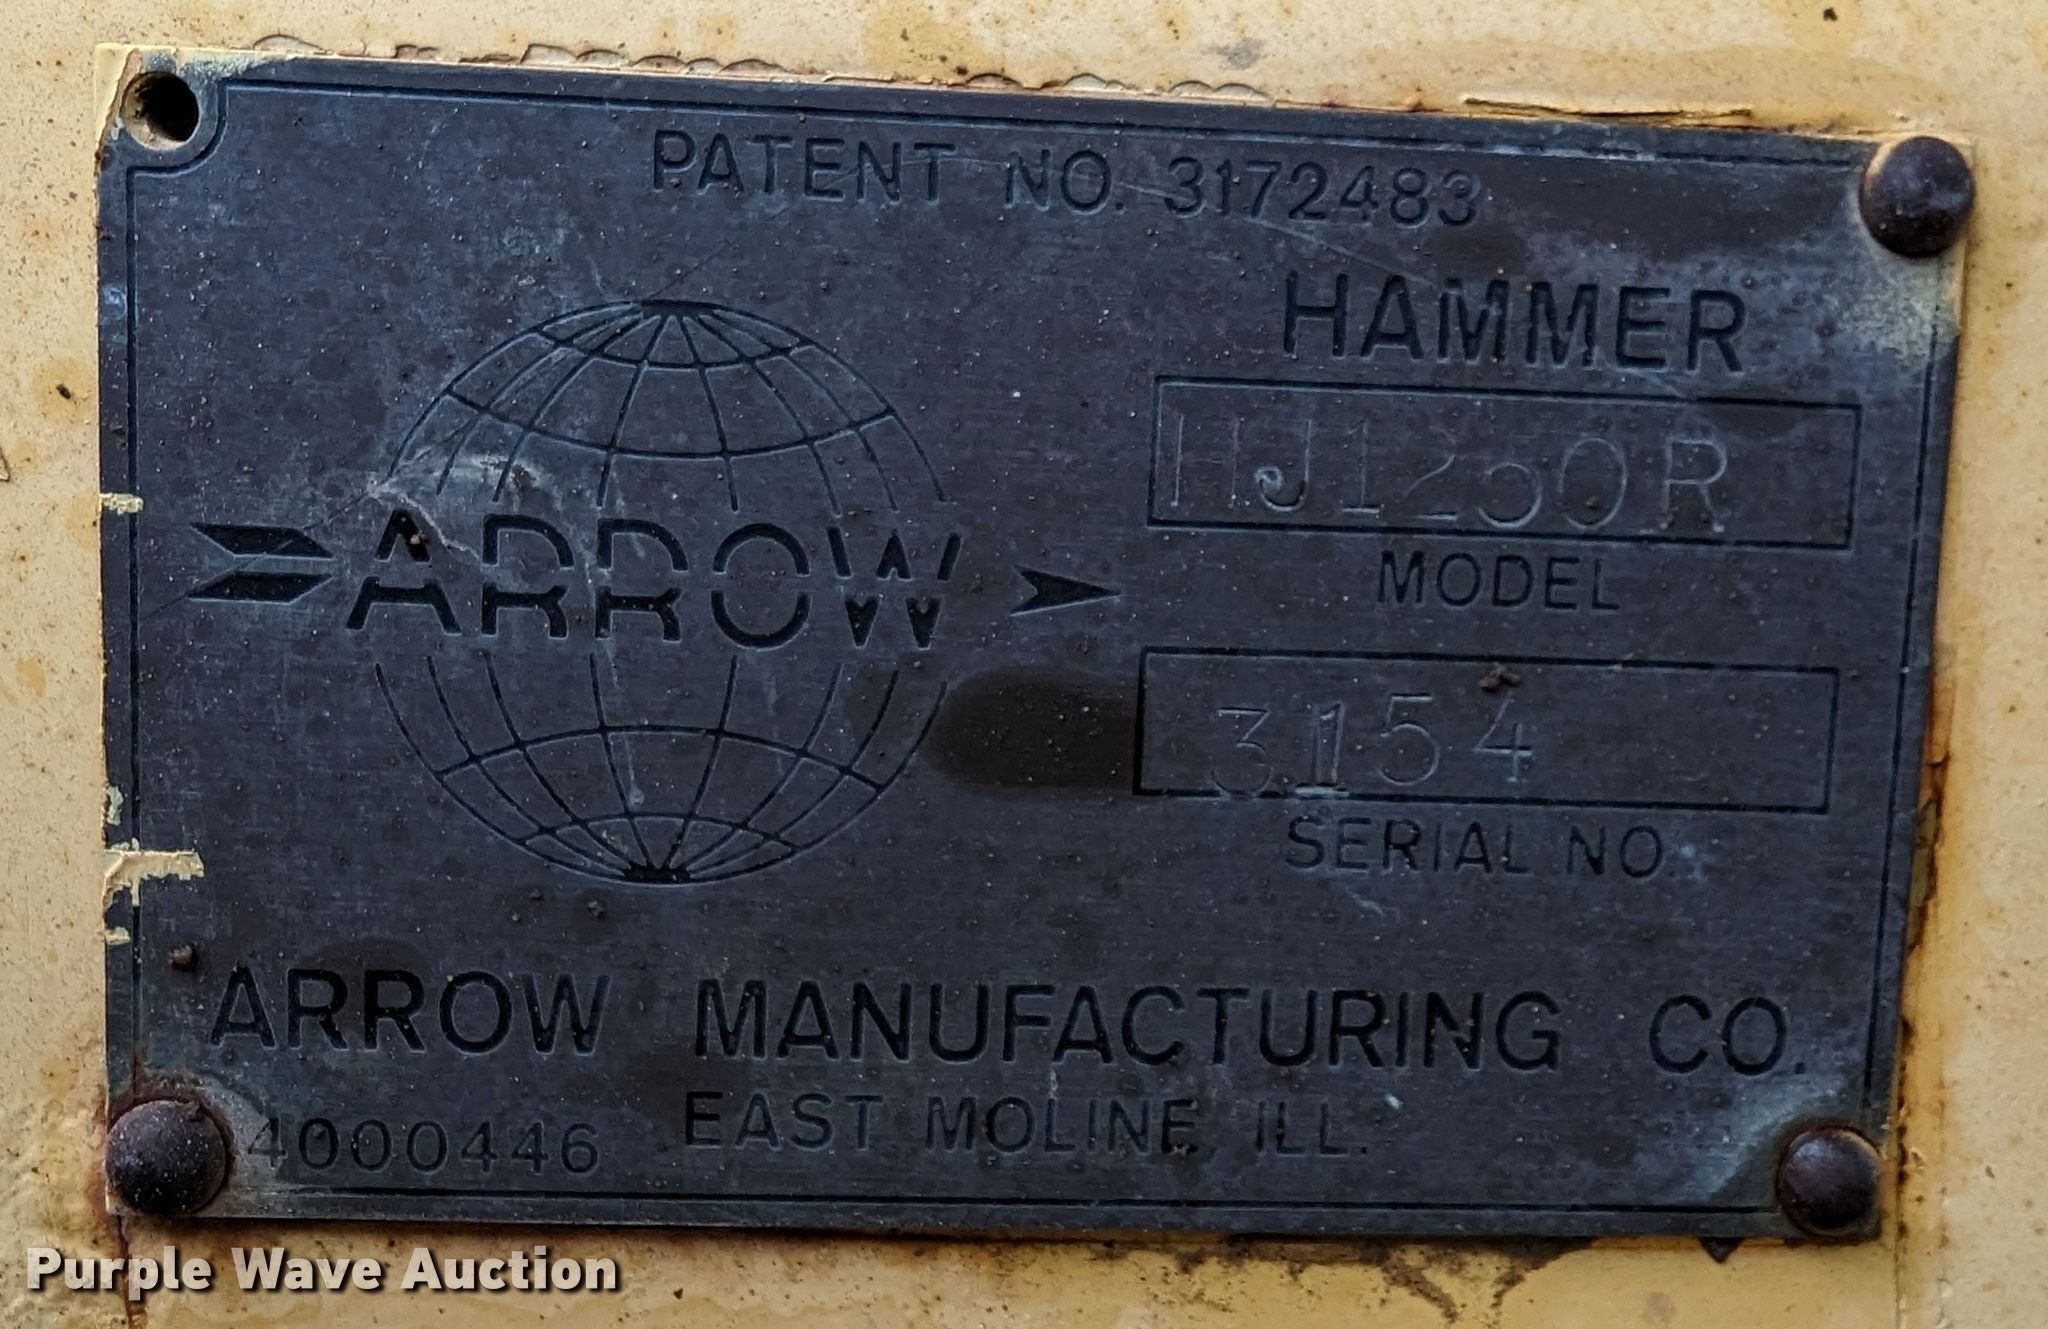 PATENT NO. 3172483
HAMMER
HJ1250R
MODEL
ARROW
3154
SERIAL NO.
ARROW MANUFACTURING CO.
4000446 EAST MOLINE, ILL.
Purple Wave Auction